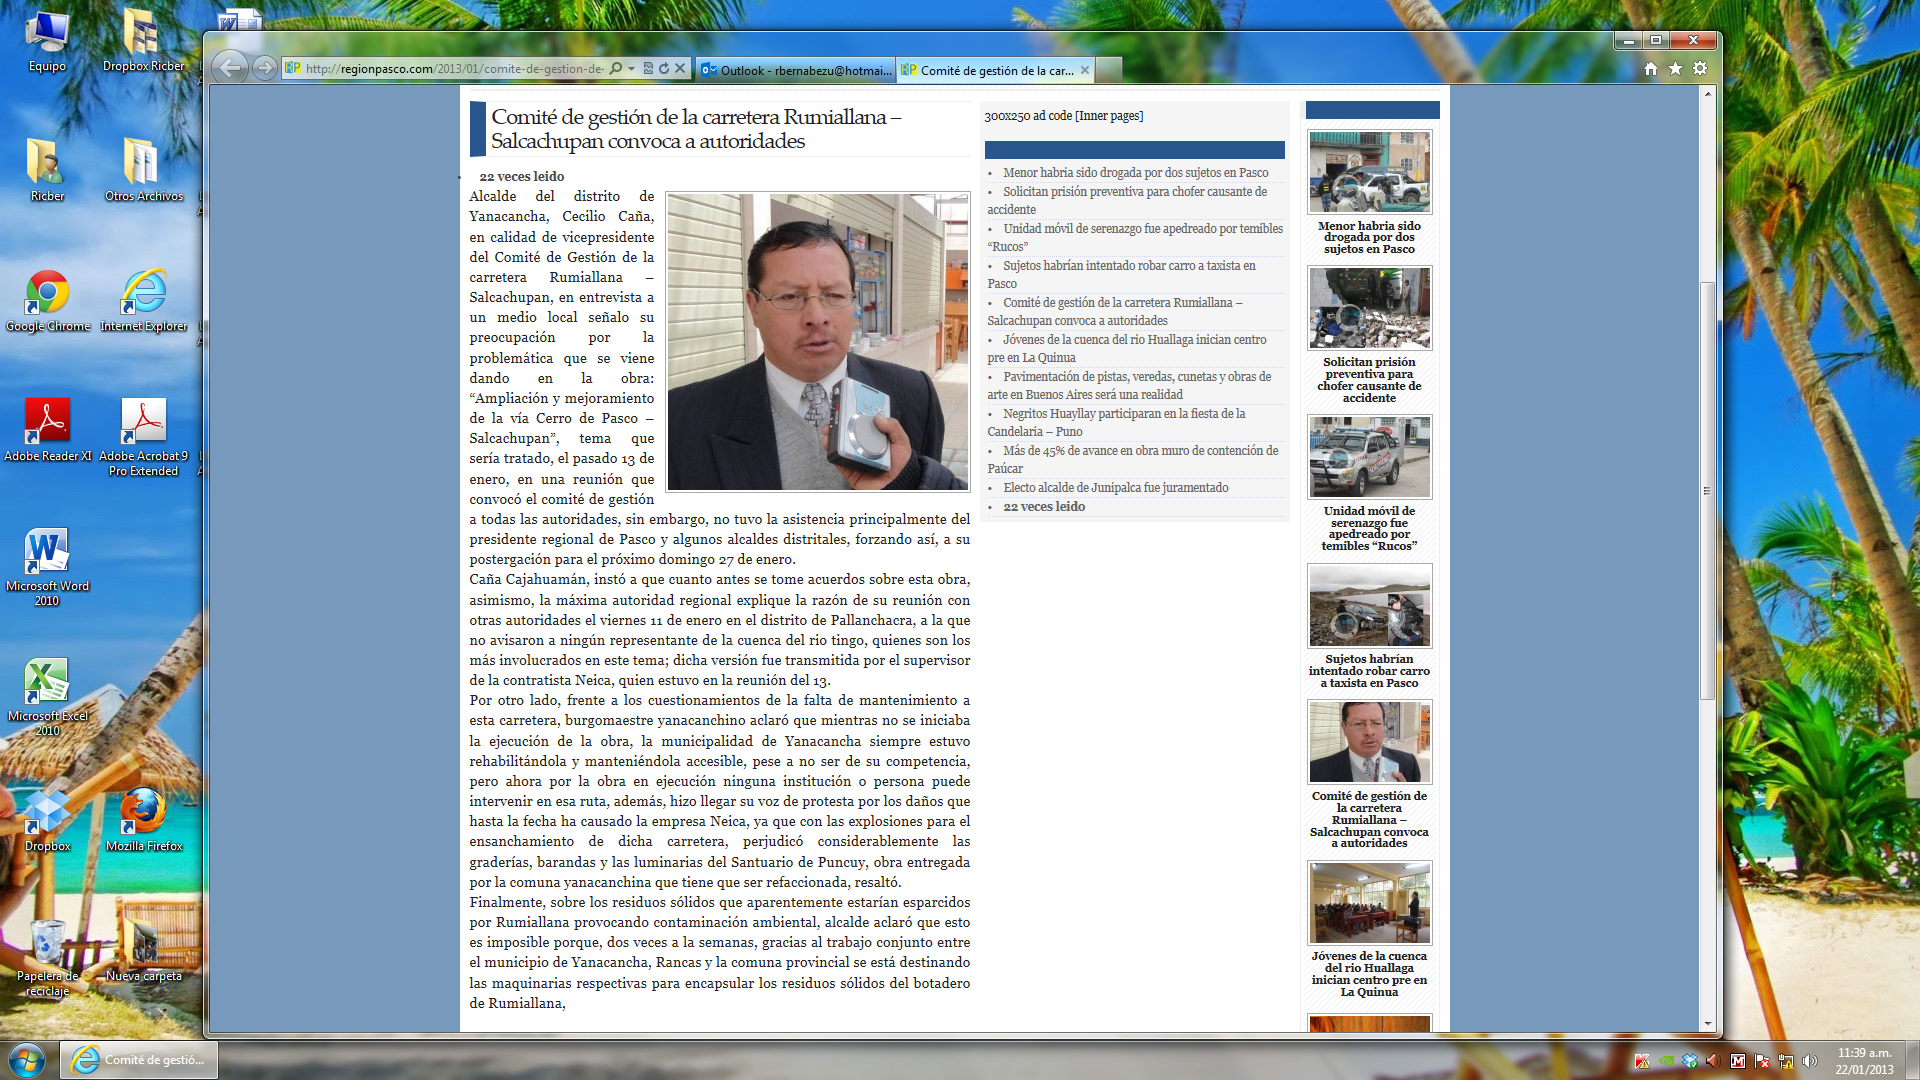 Equipo
Dropbox Ricber
Ricber
Otros Archivos
Google Chrome
Internet Explorer
Adobe Reader XI
Adobe Acrobat 9
Pro Extended
Microsoft Word
2010
Microsoft Excel
2010
Dropbox
Mozilla Firefox
Papelera de
reciclaje
Nueva carpeta
http://regionpasco.com/2013/01/comite-de-gestion-de-
Outlook - rbernabezu@hotmai...
Comité de gestión de la car...
Comité de gestión de la carretera Rumiallana –
Salcachupan convoca a autoridades
22 veces leido
Alcalde del distrito de
Yanacancha, Cecilio Caña,
en calidad de vicepresidente
del Comité de Gestión de la
carretera Rumiallana –
Salcachupan, en entrevista a
un medio local señalo su
preocupación por la
problemática que se viene
dando en la obra:
“Ampliación y mejoramiento
de la vía Cerro de Pasco –
Salcachupan”, tema que
sería tratado, el pasado 13 de
enero, en una reunión que
convocó el comité de gestión
a todas las autoridades, sin embargo, no tuvo la asistencia principalmente del
presidente regional de Pasco y algunos alcaldes distritales, forzando así, a su
postergación para el próximo domingo 27 de enero.
Caña Cajahuamán, instó a que cuanto antes se tome acuerdos sobre esta obra,
asimismo, la máxima autoridad regional explique la razón de su reunión con
otras autoridades el viernes 11 de enero en el distrito de Pallanchacra, a la que
no avisaron a ningún representante de la cuenca del rio tingo, quienes son los
más involucrados en este tema; dicha versión fue transmitida por el supervisor
de la contratista Neica, quien estuvo en la reunión del 13.
Por otro lado, frente a los cuestionamientos de la falta de mantenimiento a
esta carretera, burgomaestre yanacanchino aclaró que mientras no se iniciaba
la ejecución de la obra, la municipalidad de Yanacancha siempre estuvo
rehabilitándola y manteniéndola accesible, pese a no ser de su competencia,
pero ahora por la obra en ejecución ninguna institución o persona puede
intervenir en esa ruta, además, hizo llegar su voz de protesta por los daños que
hasta la fecha ha causado la empresa Neica, ya que con las explosiones para el
ensanchamiento de dicha carretera, perjudicó considerablemente las
graderías, barandas y las luminarias del Santuario de Puncuy, obra entregada
por la comuna yanacanchina que tiene que ser refaccionada, resaltó.
Finalmente, sobre los residuos sólidos que aparentemente estarían esparcidos
por Rumiallana provocando contaminación ambiental, alcalde aclaró que esto
es imposible porque, dos veces a la semanas, gracias al trabajo conjunto entre
el municipio de Yanacancha, Rancas y la comuna provincial se está destinando
las maquinarias respectivas para encapsular los residuos sólidos del botadero
de Rumiallana,
300x250 ad code [Inner pages]
• Menor habria sido drogada por dos sujetos en Pasco
• Solicitan prisión preventiva para chofer causante de
accidente
• Unidad móvil de serenazgo fue apedreado por temibles
“Rucos”
• Sujetos habrían intentado robar carro a taxista en
Pasco
• Comité de gestión de la carretera Rumiallana –
Salcachupan convoca a autoridades
• Jóvenes de la cuenca del rio Huallaga inician centro
pre en La Quinua
• Pavimentación de pistas, veredas, cunetas y obras de
arte en Buenos Aires será una realidad
• Negritos Huayllay participaran en la fiesta de la
Candelaria – Puno
• Más de 45% de avance en obra muro de contención de
Paúcar
• Electo alcalde de Junipalca fue juramentado
• 22 veces leido
Menor habria sido
drogada por dos
sujetos en Pasco
Solicitan prisión
preventiva para
chofer causante de
accidente
Unidad móvil de
serenazgo fue
apedreado por
temibles “Rucos”
Sujetos habrían
intentado robar carro
a taxista en Pasco
Comité de gestión de
la carretera
Rumiallana –
Salcachupan convoca
a autoridades
Jóvenes de la cuenca
del rio Huallaga
inician centro pre en
La Quinua
Comité de gestió...
11:39 a.m.
22/01/2013